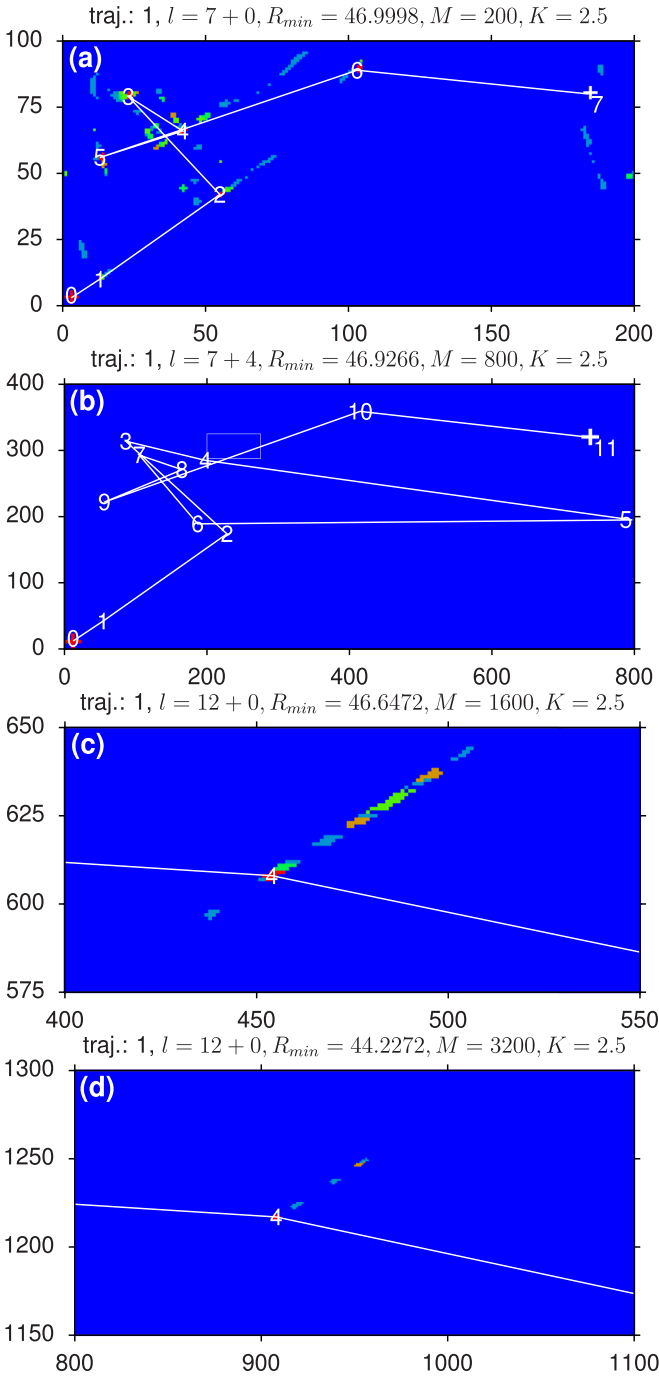 traj.: 1, l = 7 + 0, R_min = 46.9998, M = 200, K = 2.5
(a)
100
75
50
25
0
0 50 100 150 200
0 1 2 3 4 5 6 7
traj.: 1, l = 7 + 4, R_min = 46.9266, M = 800, K = 2.5
(b)
400
300
200
100
0
0 200 400 600 800
0 1 2 3 4 5 6 7 8 9 10 11
traj.: 1, l = 12 + 0, R_min = 46.6472, M = 1600, K = 2.5
(c)
650
625
600
575
400 450 500 550
4
traj.: 1, l = 12 + 0, R_min = 44.2272, M = 3200, K = 2.5
(d)
1300
1250
1200
1150
800 900 1000 1100
4